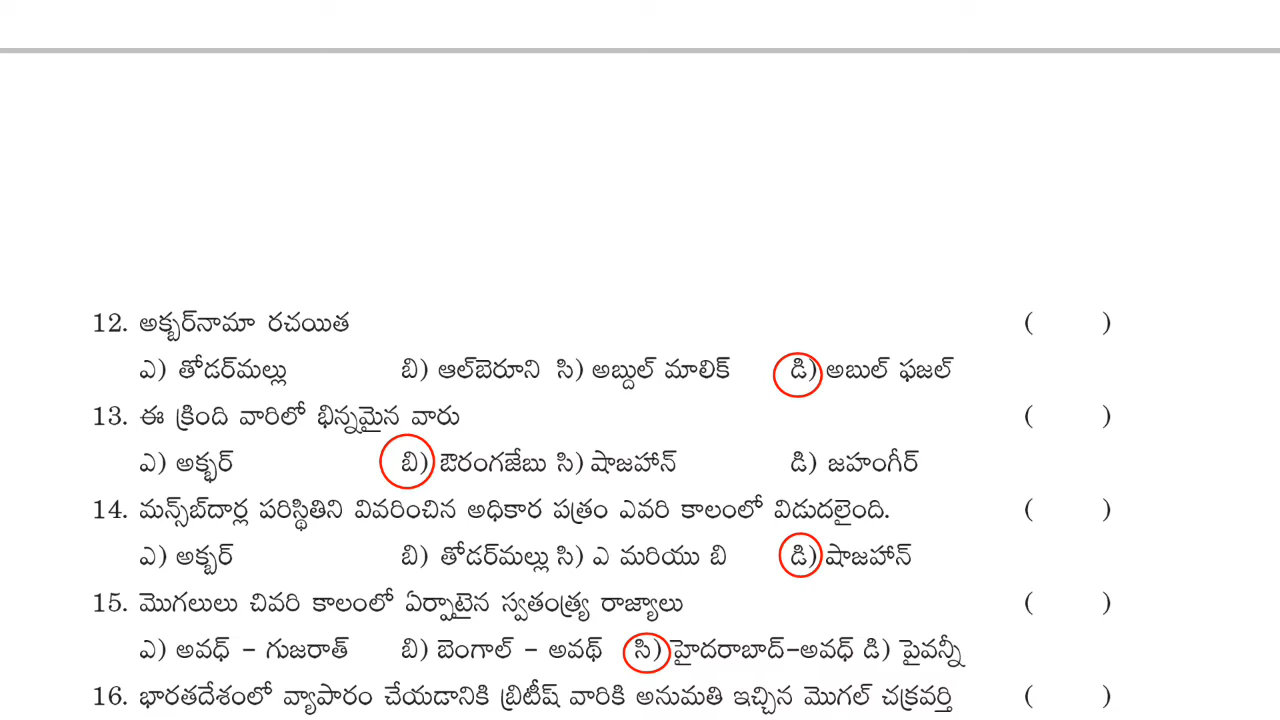 12. అక్బర్‌నామా రచయిత ( )
ఎ) తోడర్‌మల్లు బి) ఆల్‌బెరూని సి) అబ్దుల్ మాలిక్ డి) అబుల్ ఫజల్
13. ఈ క్రింది వారిలో భిన్నమైన వారు ( )
ఎ) అక్భర్ బి) ఔరంగజేబు సి) షాజహాన్ డి) జహంగీర్
14. మన్స్‌బ్‌దార్ల పరిస్థితిని వివరించిన అధికార పత్రం ఎవరి కాలంలో విడుదలైంది. ( )
ఎ) అక్బర్ బి) తోడర్‌మల్లు సి) ఎ మరియు బి డి) షాజహాన్
15. మొగలులు చివరి కాలంలో ఏర్పాటైన స్వతంత్ర్య రాజ్యాలు ( )
ఎ) అవధ్ - గుజరాత్ బి) బెంగాల్ - అవథ్ సి) హైదరాబాద్-అవధ్ డి) పైవన్నీ
16. భారతదేశంలో వ్యాపారం చేయడానికి బ్రిటీష్ వారికి అనుమతి ఇచ్చిన మొగల్ చక్రవర్తి ( )